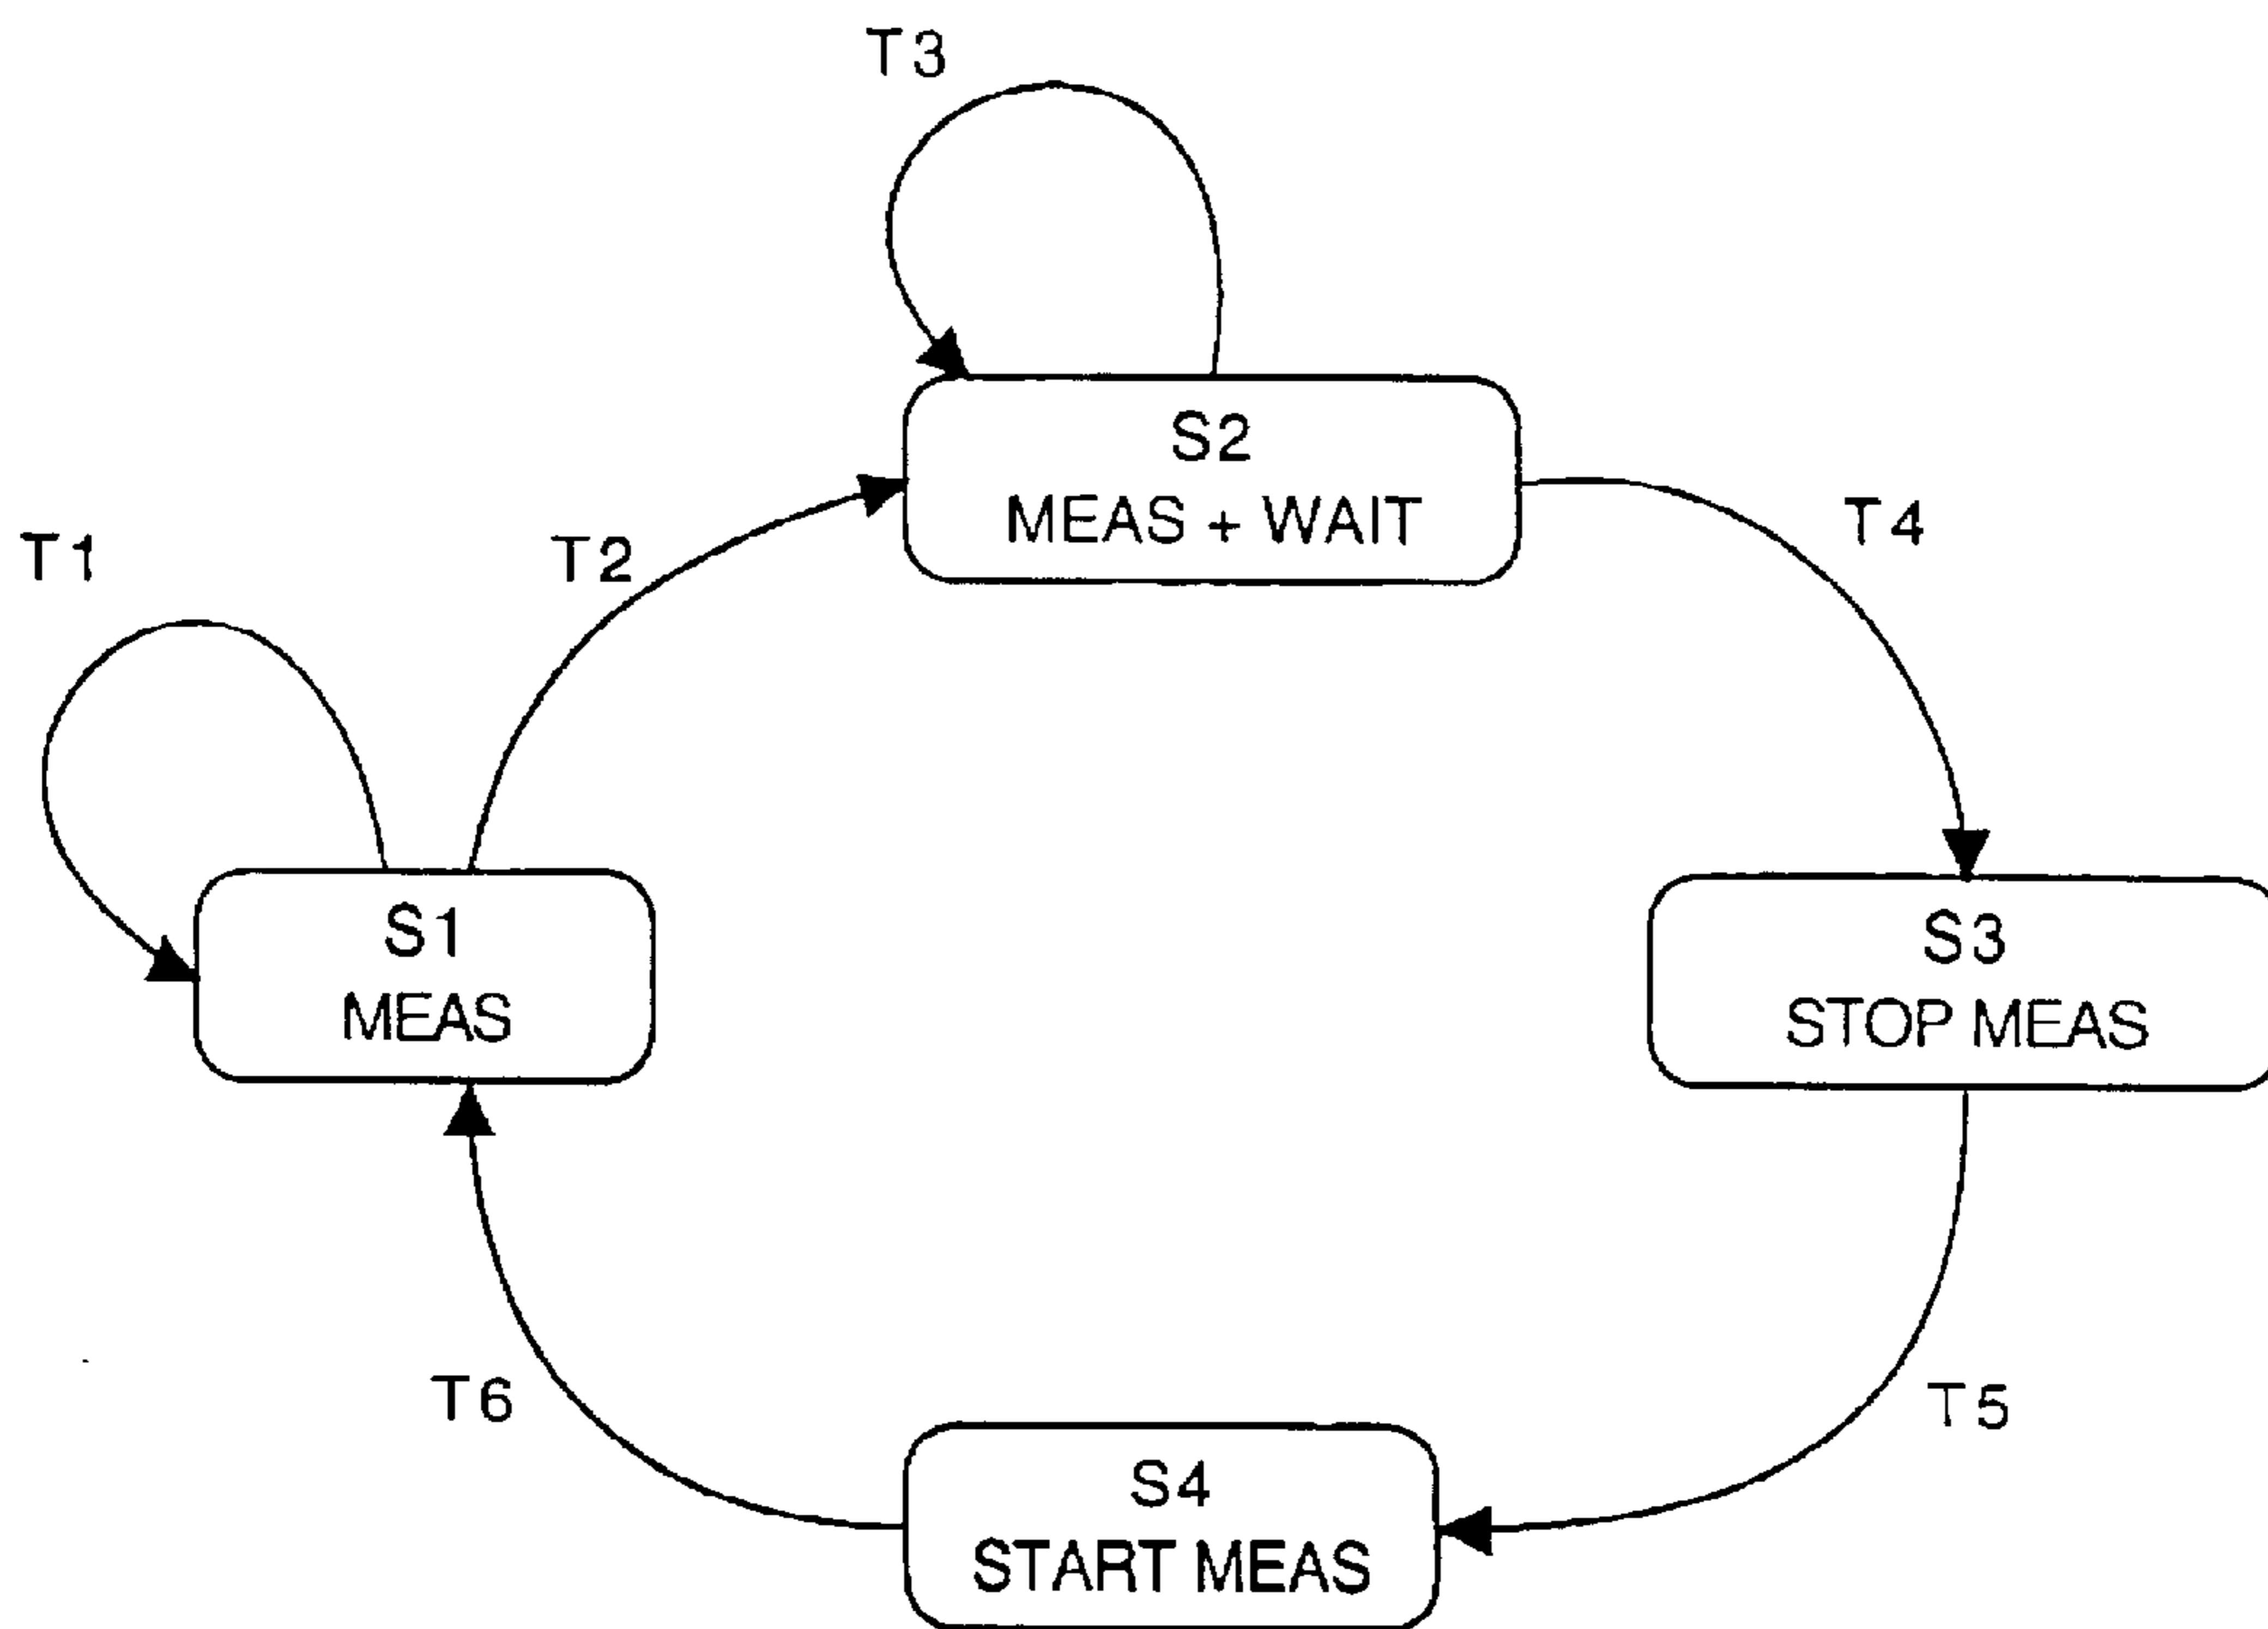 T3
S2
MEAS + WAIT
T4
T1
T2
S1
MEAS
S3
STOP MEAS
T6
T5
S4
START MEAS